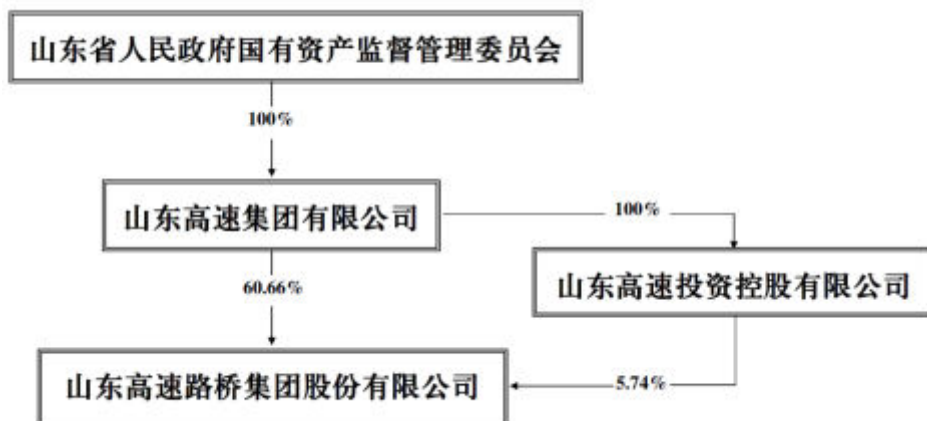 山东省人民政府国有资产监督管理委员会
100%
山东高速集团有限公司
100%
60.66%
山东高速投资控股有限公司
山东高速路桥集团股份有限公司
5.74%